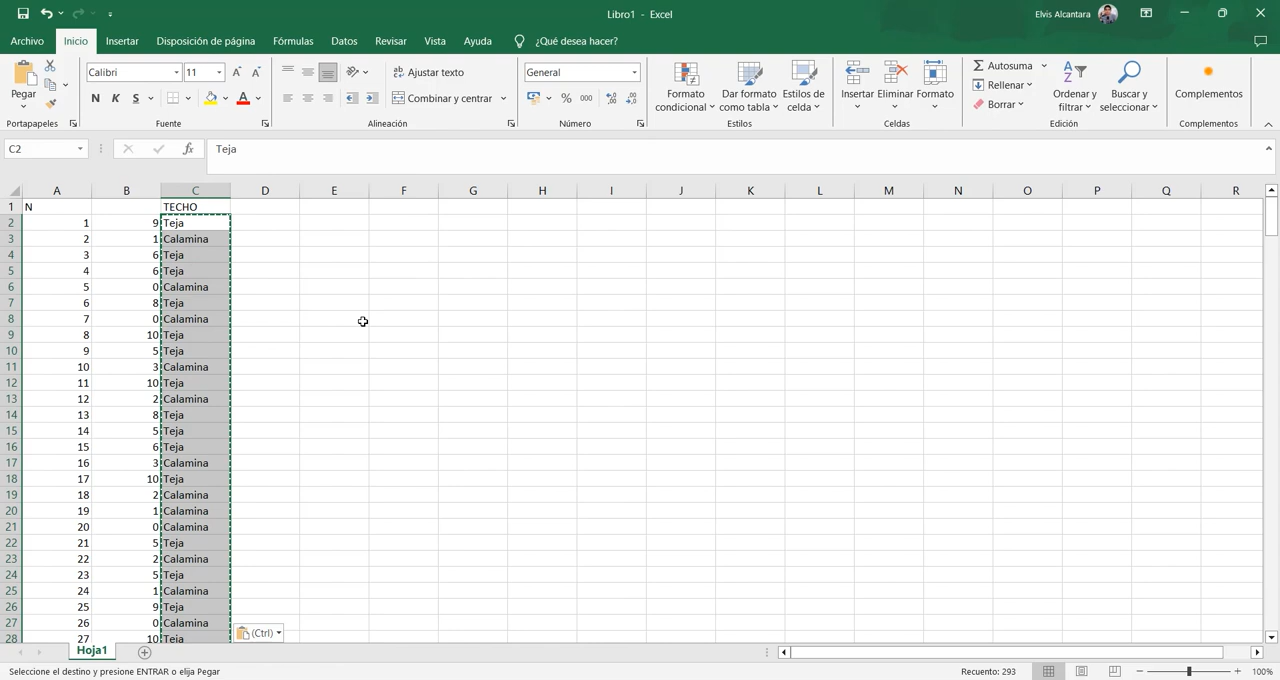 Libro1 - Excel
Elvis Alcantara
Archivo Inicio Insertar Disposición de página Fórmulas Datos Revisar Vista Ayuda ¿Qué desea hacer?
Pegar
Calibri 11
N K S
Ajustar texto
Combinar y centrar
General
% 000
Formato condicional
Dar formato como tabla
Estilos de celda
Insertar Eliminar Formato
Autosuma
Rellenar
Borrar
Ordenar y filtrar
Buscar y seleccionar
Complementos
Portapapeles Fuente Alineación Número Estilos Celdas Edición Complementos
C2 fx Teja
A B C D E F G H I J K L M N O P Q R
1 N TECHO
2 1 9 Teja
3 2 1 Calamina
4 3 6 Teja
5 4 6 Teja
6 5 0 Calamina
7 6 8 Teja
8 7 0 Calamina
9 8 10 Teja
10 9 5 Teja
11 10 3 Calamina
12 11 10 Teja
13 12 2 Calamina
14 13 8 Teja
15 14 5 Teja
16 15 6 Teja
17 16 3 Calamina
18 17 10 Teja
19 18 2 Calamina
20 19 1 Calamina
21 20 0 Calamina
22 21 5 Teja
23 22 2 Calamina
24 23 5 Teja
25 24 1 Calamina
26 25 9 Teja
27 26 0 Calamina
28 27 10 Teja
(Ctrl)
Hoja1
Seleccione el destino y presione ENTRAR o elija Pegar
Recuento: 293
100%